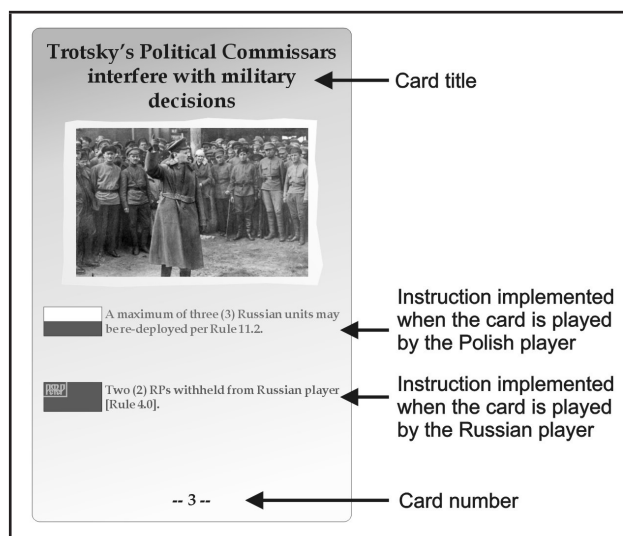 Trotsky's Political Commissars
interfere with military
decisions
Card title
A maximum of three (3) Russian units may
be re-deployed per Rule 11.2.
Instruction implemented
when the card is played
by the Polish player
Two (2) RPs withheld from Russian player
[Rule 4.0].
Instruction implemented
when the card is played
by the Russian player
-- 3 --
Card number